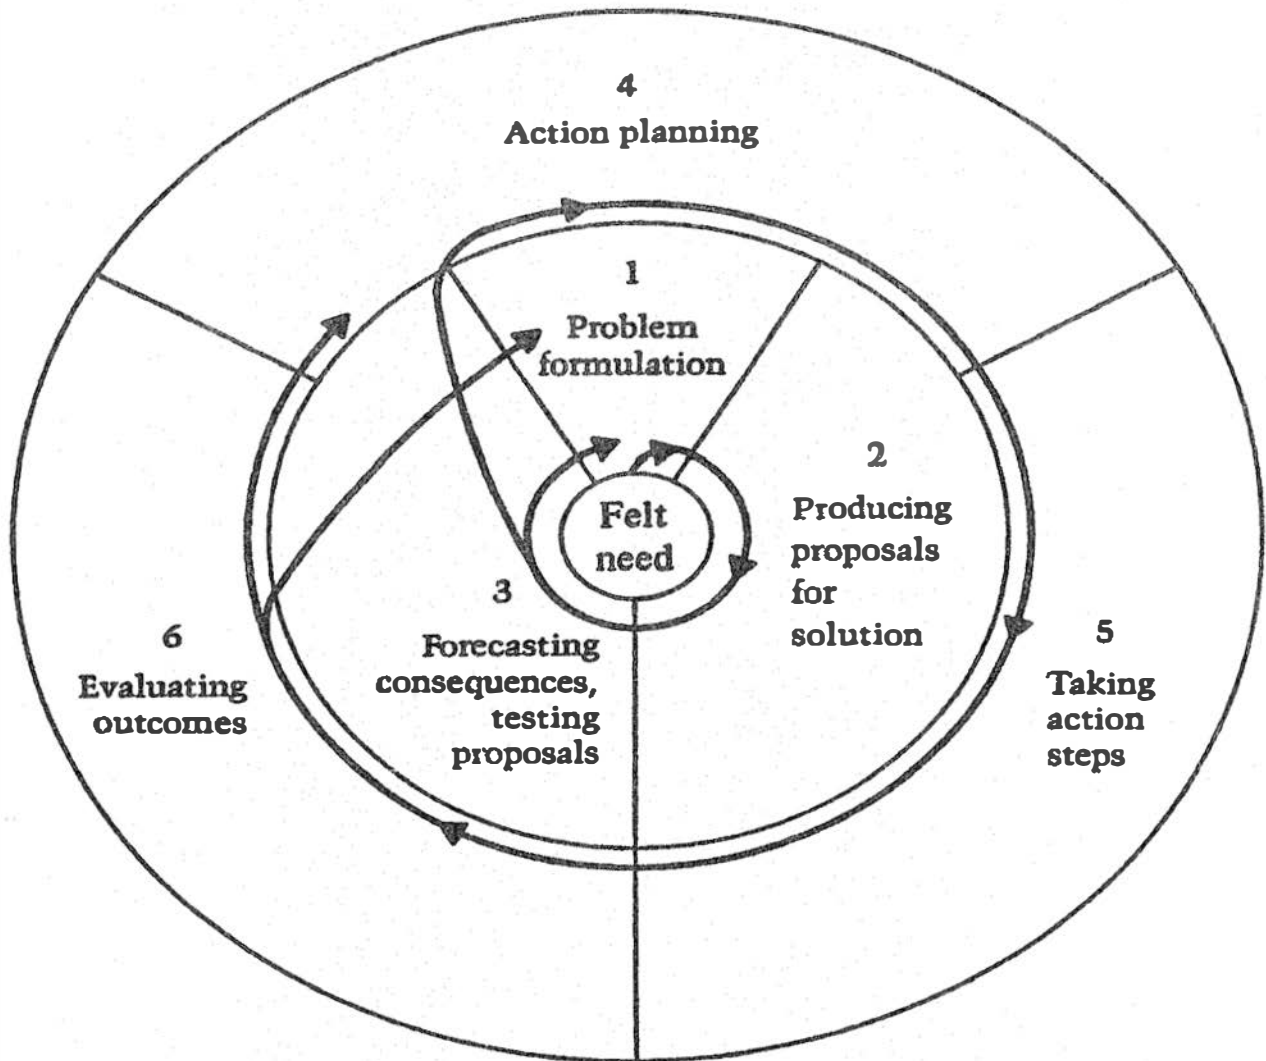 4
Action planning
1
Problem
formulation
2
Producing
proposals
for
solution
Felt
need
3
Forecasting
consequences,
testing
proposals
5
Taking
action
steps
6
Evaluating
outcomes